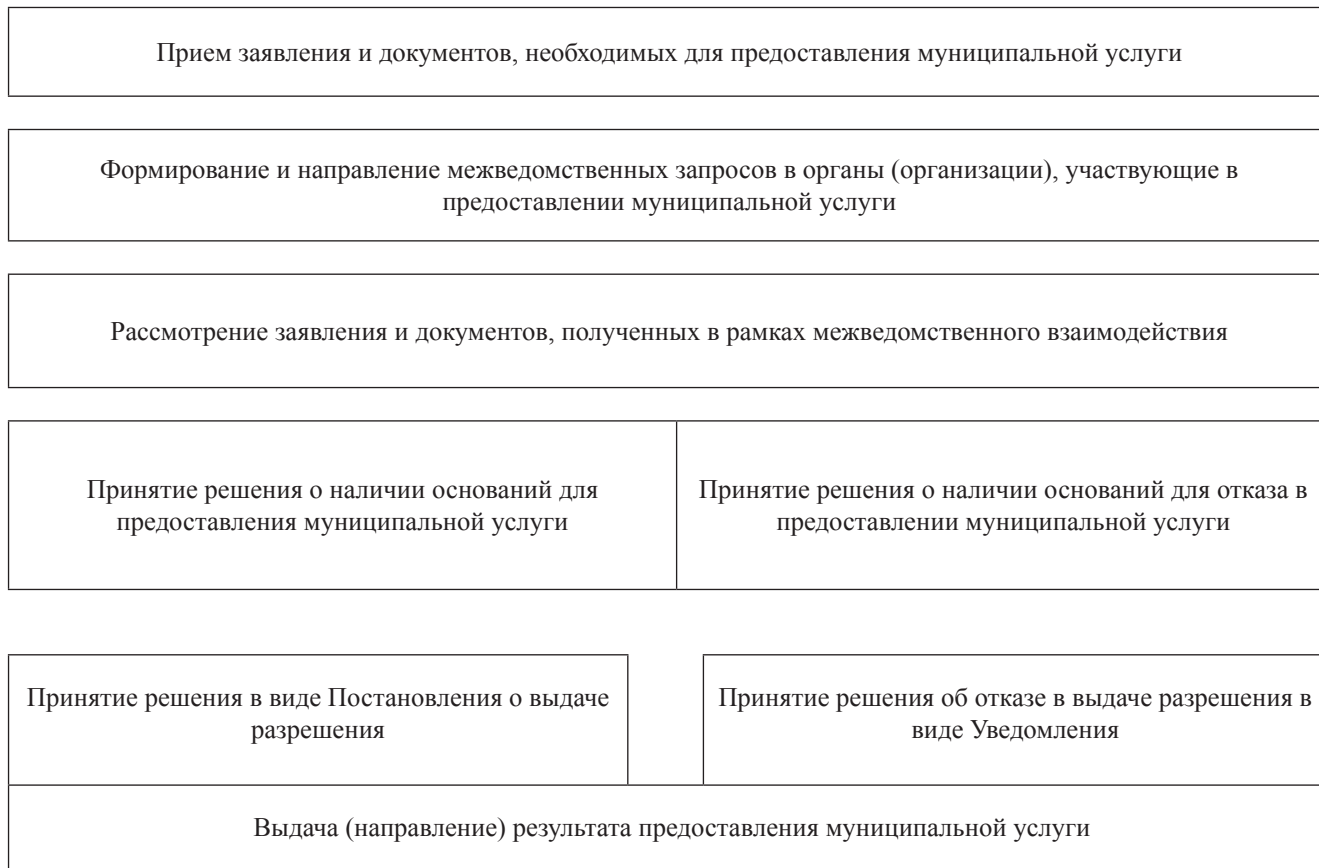 Прием заявления и документов, необходимых для предоставления муниципальной услуги
Формирование и направление межведомственных запросов в органы (организации), участвующие в
предоставлении муниципальной услуги
Рассмотрение заявления и документов, полученных в рамках межведомственного взаимодействия
Принятие решения о наличии оснований для
предоставления муниципальной услуги
Принятие решения о наличии оснований для отказа в
предоставлении муниципальной услуги
Принятие решения в виде Постановления о выдаче
разрешения
Принятие решения об отказе в выдаче разрешения в
виде Уведомления
Выдача (направление) результата предоставления муниципальной услуги